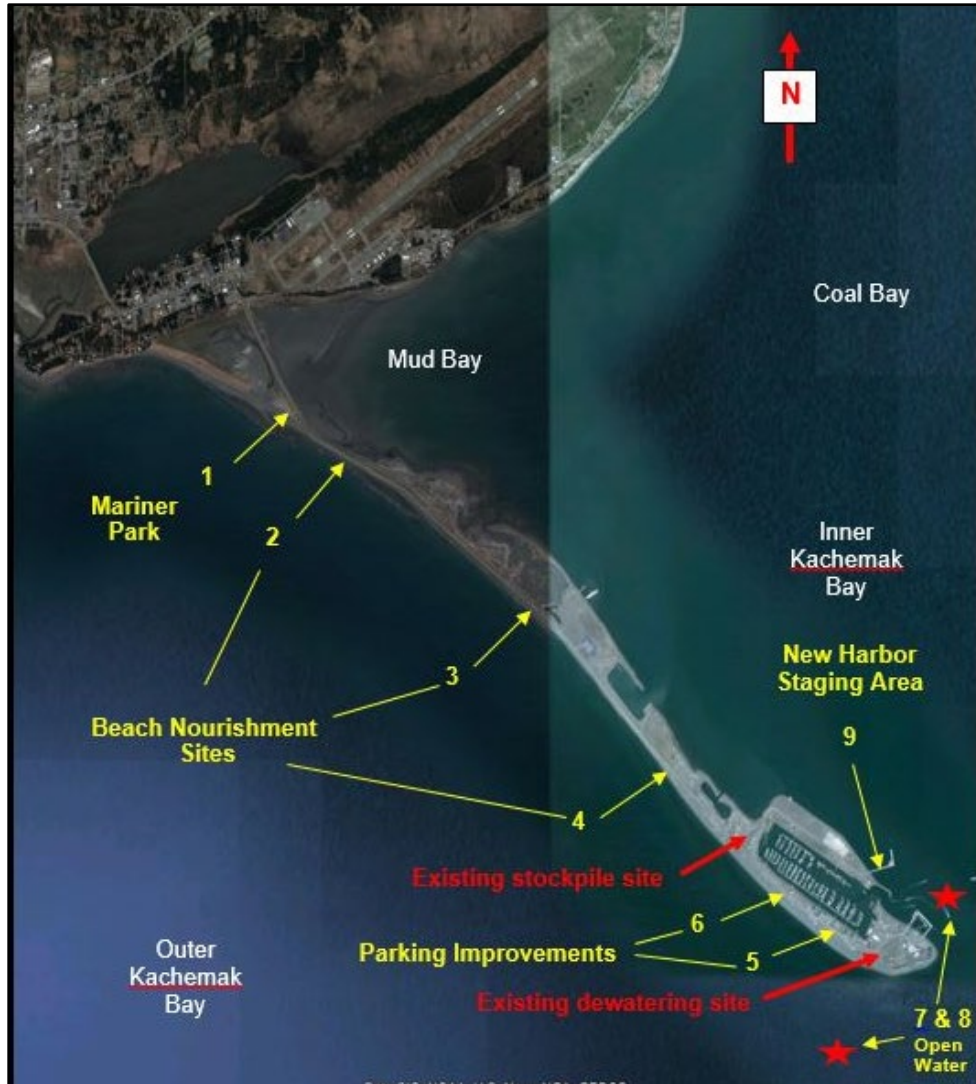 N
Coal Bay
Mud Bay
1
Mariner
Park
2
Inner
Kachemak
Bay
3
New Harbor
Staging Area
Beach Nourishment
Sites
9
4
Existing stockpile site
6
Parking Improvements
5
Outer
Kachemak
Bay
Existing dewatering site
7 & 8
Open
Water